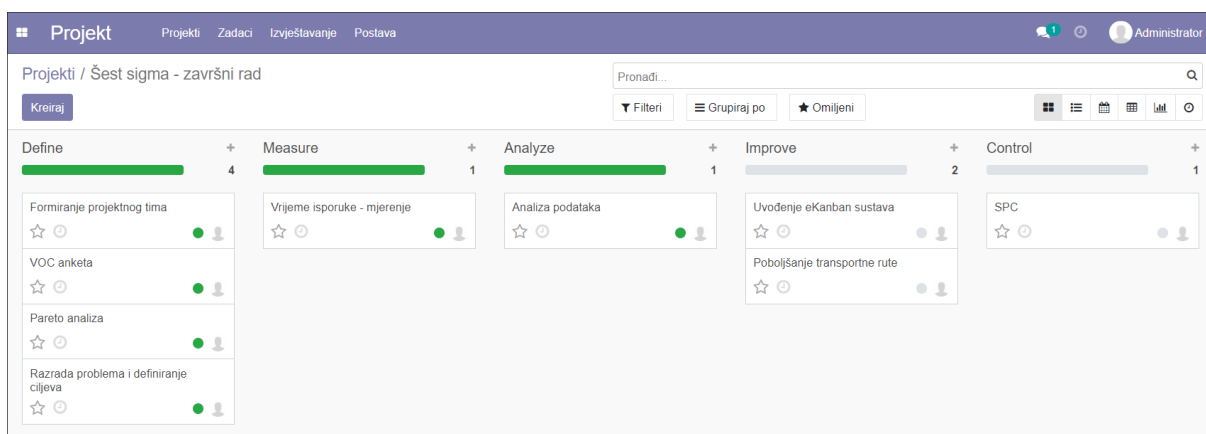 Projekt
Projekti Zadaci Izvještavanje Postava
1
Administrator
Projekti / Šest sigma - završni rad
Pronađi...
Kreiraj
Filteri Grupiraj po Omiljeni
Define + Measure + Analyze + Improve + Control +
4 1 1 2 1
Formiranje projektnog tima
VOC anketa
Pareto analiza
Razrada problema i definiranje
ciljeva
Vrijeme isporuke - mjerenje
Analiza podataka
Uvođenje eKanban sustava
Poboljšanje transportne rute
SPC